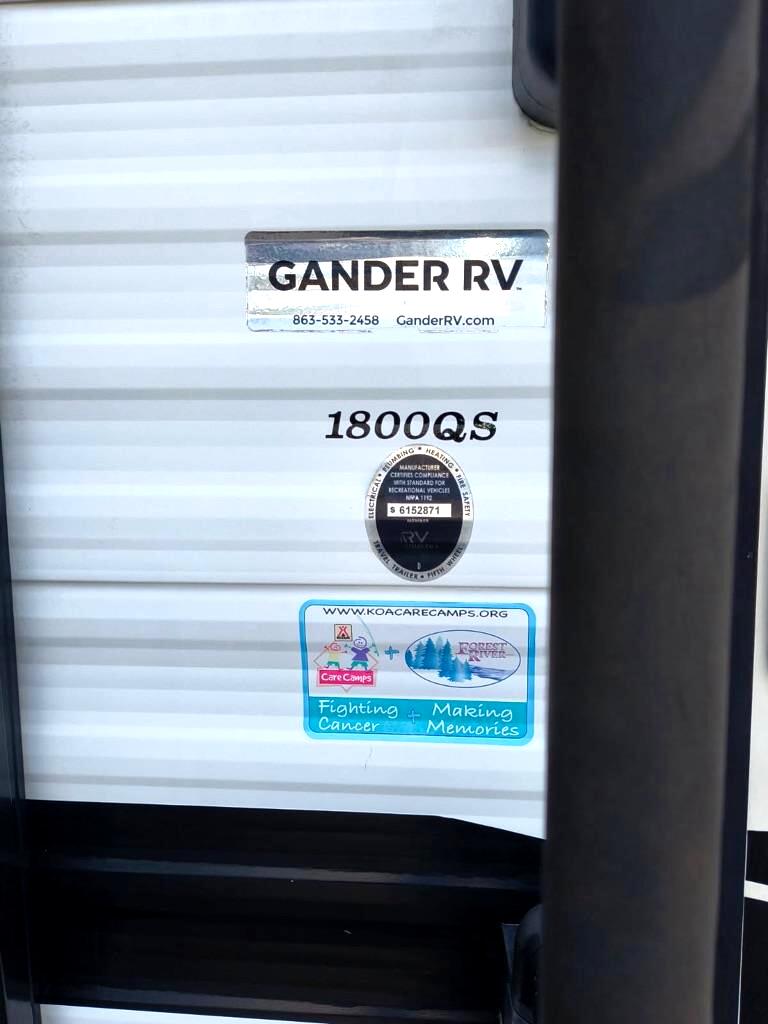 GANDER RV
863-533-2458 GanderRV.com
1800QS
ELECTRICAL • PLUMBING • HEATING • FIRE SAFETY
MANUFACTURER
CERTIFIES COMPLIANCE
WITH STANDARD FOR
RECREATIONAL VEHICLES
NFPA 1192
S 6152871
MEMBER
RV
TRAVEL TRAILER • FIFTH WHEEL
WWW.KOACARECAMPS.ORG
Care Camps
+
FOREST
RIVER
Fighting + Making
Cancer Memories